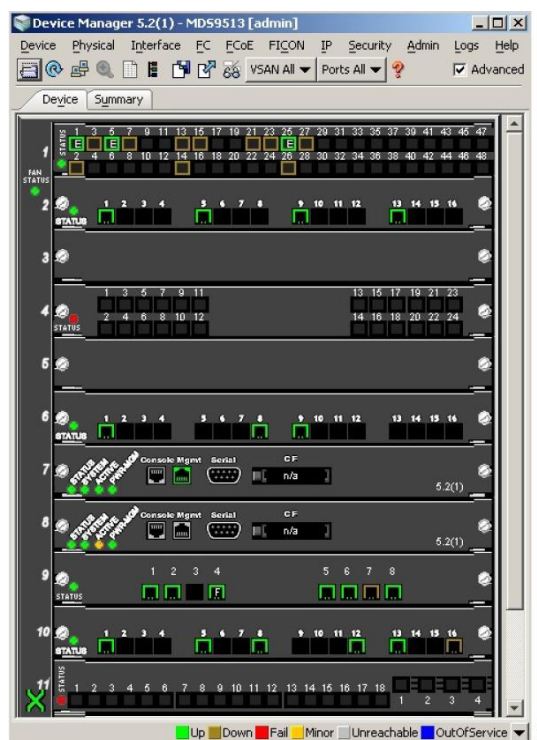 Device Manager 5.2(1) - MDS9513 [admin]
Device Physical Interface FC FCoE FICON IP Security Admin Logs Help
VSAN All Ports All ? Advanced
Device Summary
STATUS 1 3 5 7 9 11 13 15 17 19 21 23 25 27 29 31 33 35 37 39 41 43 45 47
1 E E E
2 4 6 8 10 12 14 16 18 20 22 24 26 28 30 32 34 36 38 40 42 44 46 48
FAN STATUS
2 STATUS 1 2 3 4 5 6 7 8 9 10 11 12 13 14 15 16
3
1 3 5 7 9 11 13 15 17 19 21 23
4 STATUS 2 4 6 8 10 12 14 16 18 20 22 24
5
6 STATUS 1 2 3 4 5 6 7 8 9 10 11 12 13 14 15 16
7 STATUS SYSTEM ACTIVE PWR-MGM Console Mgmt Serial CF
n/a
5.2(1)
8 STATUS SYSTEM ACTIVE PWR-MGM Console Mgmt Serial CF
n/a
5.2(1)
9 STATUS 1 2 3 4 5 6 7 8
F
10 STATUS 1 2 3 4 5 6 7 8 9 10 11 12 13 14 15 16
11 STATUS 1 2 3 4 5 6 7 8 9 10 11 12 13 14 15 16 17 18
1 2 3 4
X
Up Down Fail Minor Unreachable OutOfService